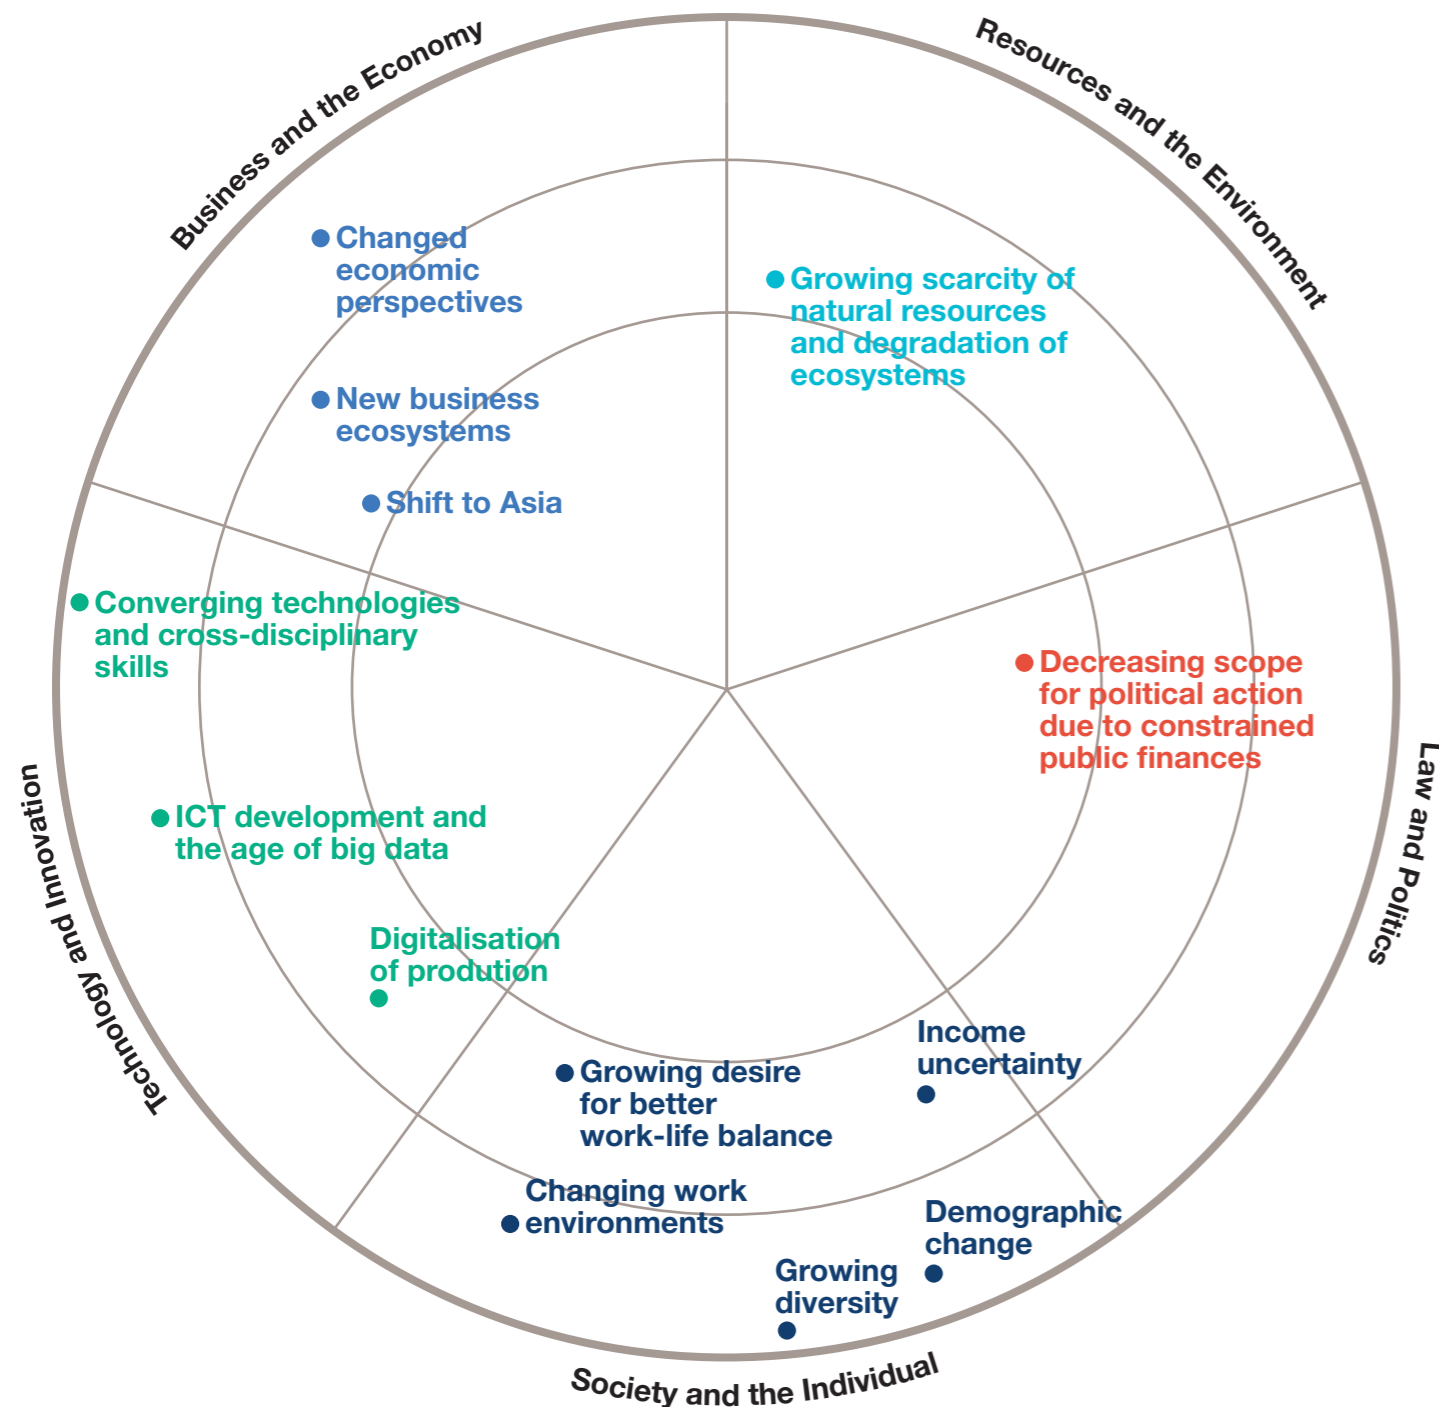 Business and the Economy
Resources and the Environment
Changed
economic
perspectives
Growing scarcity of
natural resources
and degradation of
ecosystems
New business
ecosystems
Shift to Asia
Converging technologies
and cross-disciplinary
skills
Decreasing scope
for political action
due to constrained
public finances
Law and Politics
Technology and Innovation
ICT development and
the age of big data
Digitalisation
of prodution
Income
uncertainty
Growing desire
for better
work-life balance
Changing work
environments
Demographic
change
Growing
diversity
Society and the Individual